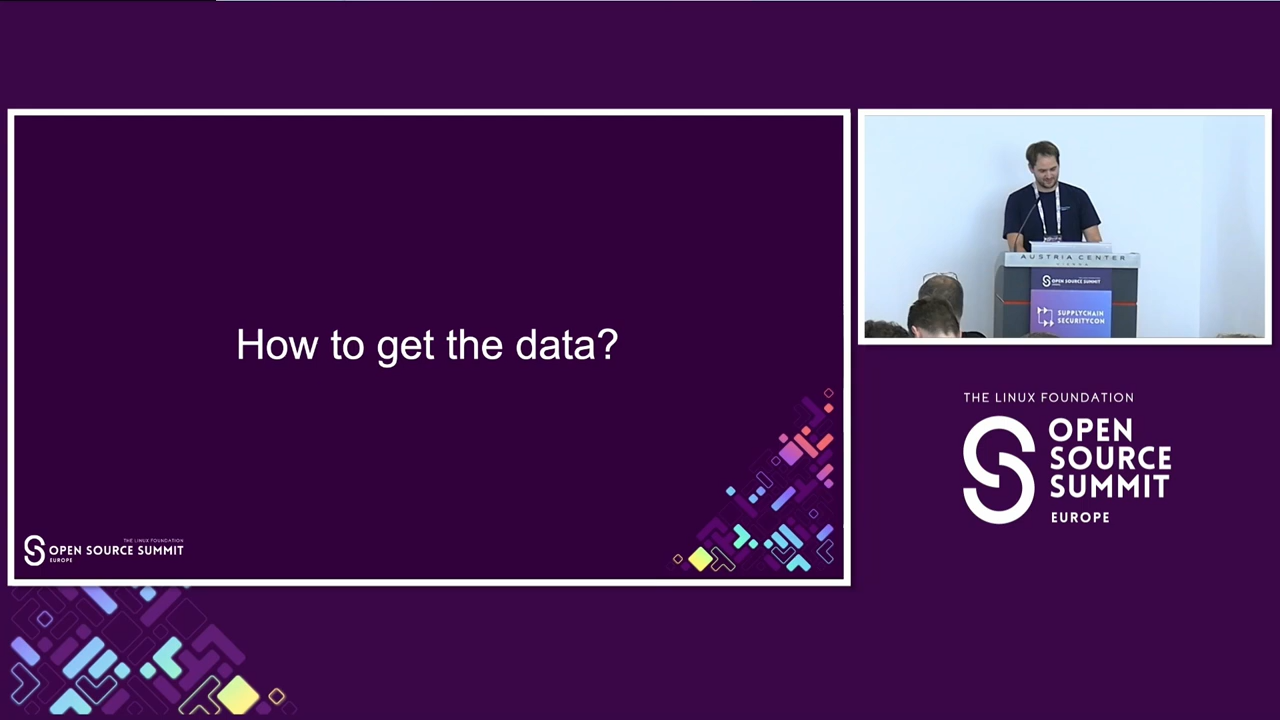 How to get the data?
THE LINUX FOUNDATION
OPEN SOURCE SUMMIT
EUROPE
AUSTRIA CENTER
VIENNA
OPEN SOURCE SUMMIT
SUPPLYCHAIN
SECURITYCON
THE LINUX FOUNDATION
OPEN
SOURCE
SUMMIT
EUROPE